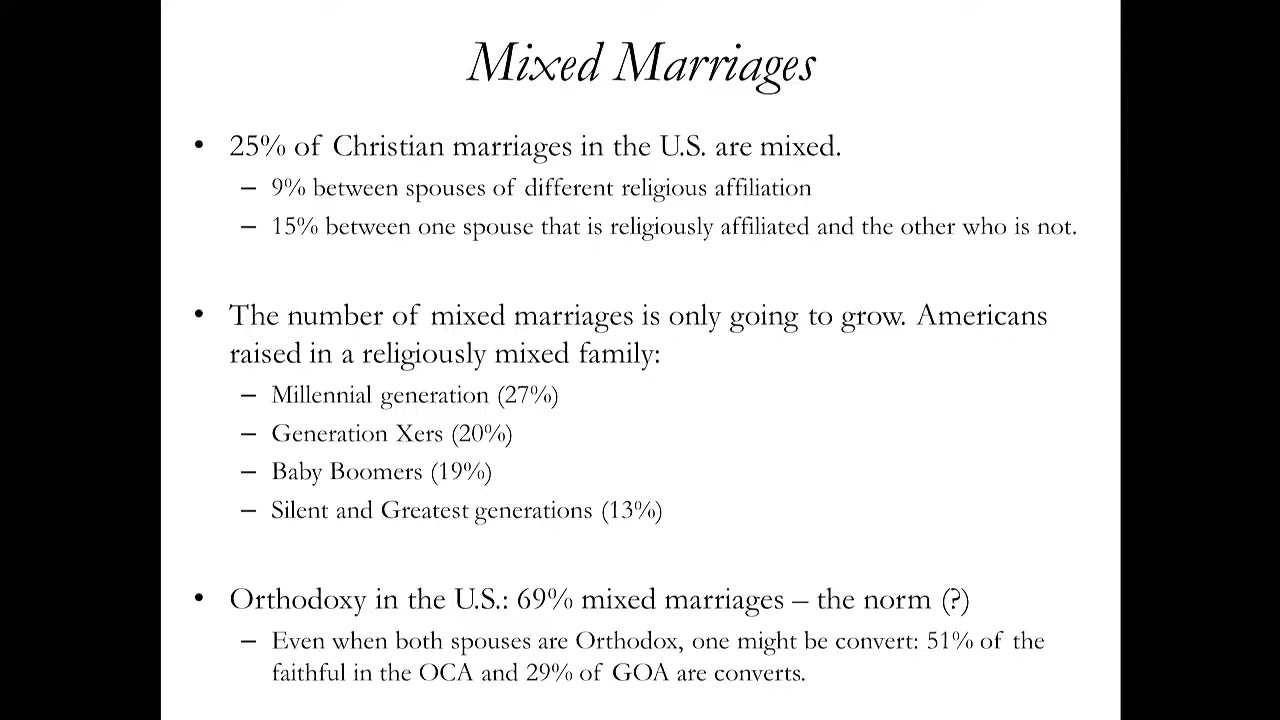 Mixed Marriages
• 25% of Christian marriages in the U.S. are mixed.
– 9% between spouses of different religious affiliation
– 15% between one spouse that is religiously affiliated and the other who is not.
• The number of mixed marriages is only going to grow. Americans
raised in a religiously mixed family:
– Millennial generation (27%)
– Generation Xers (20%)
– Baby Boomers (19%)
– Silent and Greatest generations (13%)
• Orthodoxy in the U.S.: 69% mixed marriages – the norm (?)
– Even when both spouses are Orthodox, one might be convert: 51% of the
faithful in the OCA and 29% of GOA are converts.